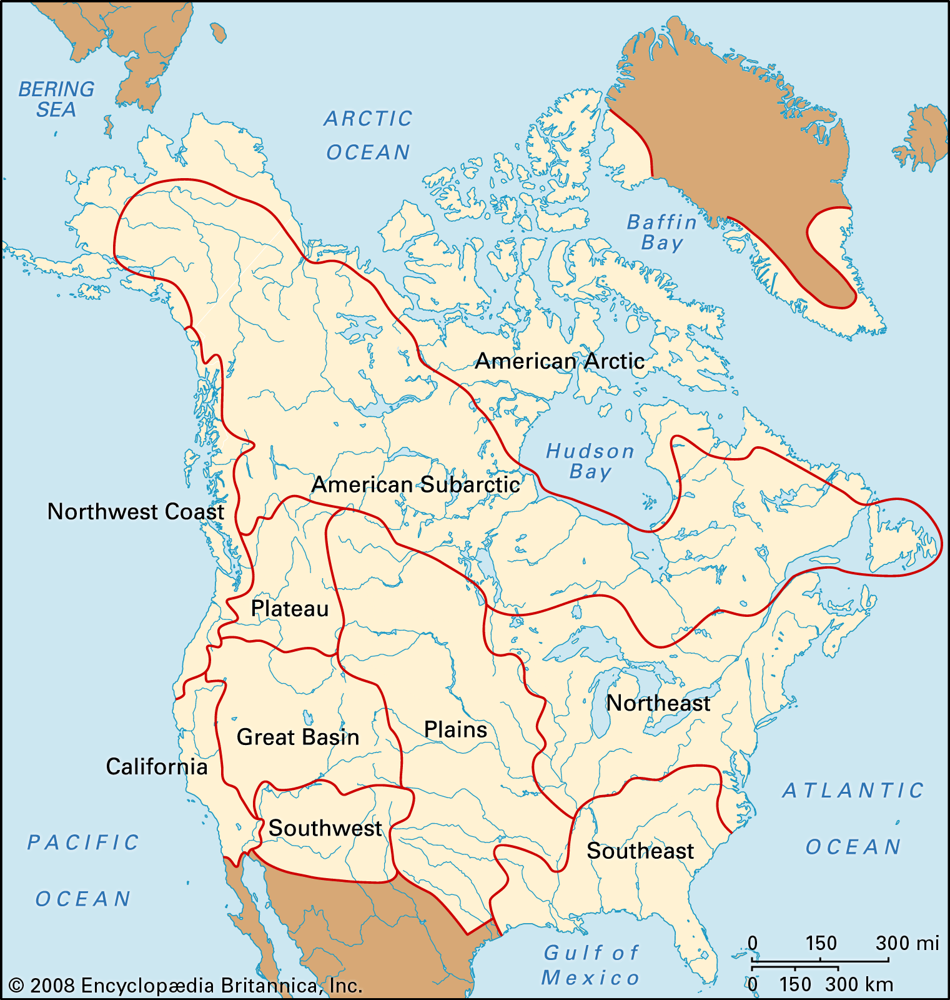 BERING
SEA
ARCTIC
OCEAN
Baffin
Bay
American Arctic
Hudson
Bay
American Subarctic
Northwest Coast
Plateau
Northeast
Plains
Great Basin
California
ATLANTIC
OCEAN
Southwest
Southeast
PACIFIC
OCEAN
Gulf of
Mexico
0 150 300 mi
0 150 300 km
© 2008 Encyclopædia Britannica, Inc.